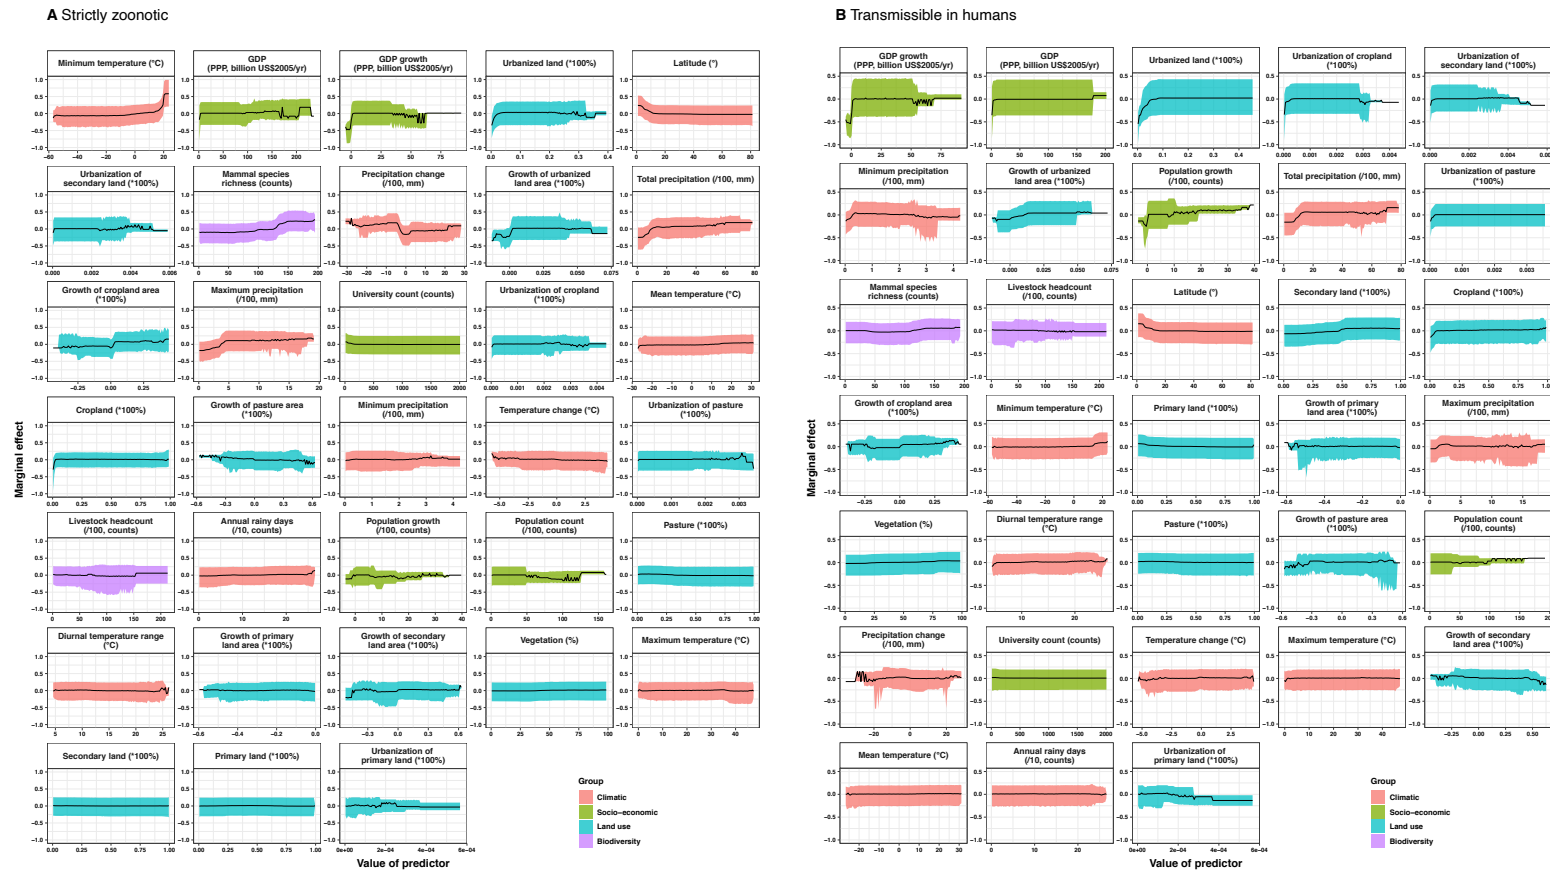 A Strictly zoonotic
Minimum temperature (°C)
GDP
(PPP, billion US$2005/yr)
GDP growth
(PPP, billion US$2005/yr)
Urbanized land (*100%)
Latitude (°)
Urbanization of
secondary land (*100%)
Mammal species
richness (counts)
Precipitation change
(/100, mm)
Growth of urbanized
land area (*100%)
Total precipitation (/100, mm)
Growth of cropland area
(*100%)
Maximum precipitation
(/100, mm)
University count (counts)
Urbanization of cropland
(*100%)
Mean temperature (°C)
Cropland (*100%)
Growth of pasture area
(*100%)
Minimum precipitation
(/100, mm)
Temperature change (°C)
Urbanization of pasture
(*100%)
Livestock headcount
(/100, counts)
Annual rainy days
(/10, counts)
Population growth
(/100, counts)
Population count
(/100, counts)
Pasture (*100%)
Diurnal temperature range
(°C)
Growth of primary
land area (*100%)
Growth of secondary
land area (*100%)
Vegetation (%)
Maximum temperature (°C)
Secondary land (*100%)
Primary land (*100%)
Urbanization of
primary land (*100%)
Marginal effect
Value of predictor
Group
Climatic
Socio−economic
Land use
Biodiversity
B Transmissible in humans
GDP growth
(PPP, billion US$2005/yr)
GDP
(PPP, billion US$2005/yr)
Urbanized land (*100%)
Urbanization of cropland
(*100%)
Urbanization of
secondary land (*100%)
Minimum precipitation
(/100, mm)
Growth of urbanized
land area (*100%)
Population growth
(/100, counts)
Total precipitation (/100, mm)
Urbanization of pasture
(*100%)
Mammal species
richness (counts)
Livestock headcount
(/100, counts)
Latitude (°)
Secondary land (*100%)
Cropland (*100%)
Growth of cropland area
(*100%)
Minimum temperature (°C)
Primary land (*100%)
Growth of primary
land area (*100%)
Maximum precipitation
(/100, mm)
Vegetation (%)
Diurnal temperature range
(°C)
Pasture (*100%)
Growth of pasture area
(*100%)
Population count
(/100, counts)
Precipitation change
(/100, mm)
University count (counts)
Temperature change (°C)
Maximum temperature (°C)
Growth of secondary
land area (*100%)
Mean temperature (°C)
Annual rainy days
(/10, counts)
Urbanization of
primary land (*100%)
Marginal effect
Value of predictor
Group
Climatic
Socio−economic
Land use
Biodiversity